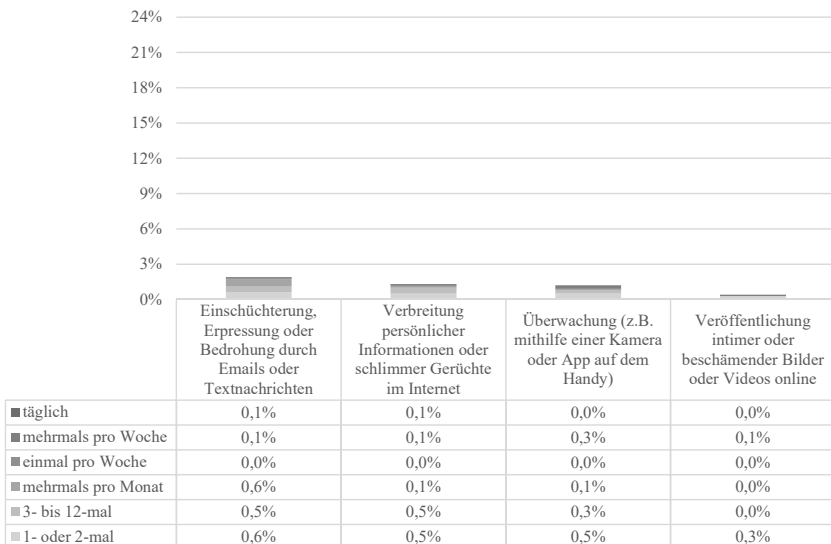 24%
21%
18%
15%
12%
9%
6%
3%
0%
Einschüchterung,
Erpressung oder
Bedrohung durch
Emails oder
Textnachrichten
Verbreitung
persönlicher
Informationen oder
schlimmer Gerüchte
im Internet
Überwachung (z.B.
mithilfe einer Kamera
oder App auf dem
Handy)
Veröffentlichung
intimer oder
beschämender Bilder
oder Videos online
täglich 0,1% 0,1% 0,0% 0,0%
mehrmals pro Woche 0,1% 0,1% 0,3% 0,1%
einmal pro Woche 0,0% 0,0% 0,0% 0,0%
mehrmals pro Monat 0,6% 0,1% 0,1% 0,0%
3- bis 12-mal 0,5% 0,5% 0,3% 0,0%
1- oder 2-mal 0,6% 0,5% 0,5% 0,3%